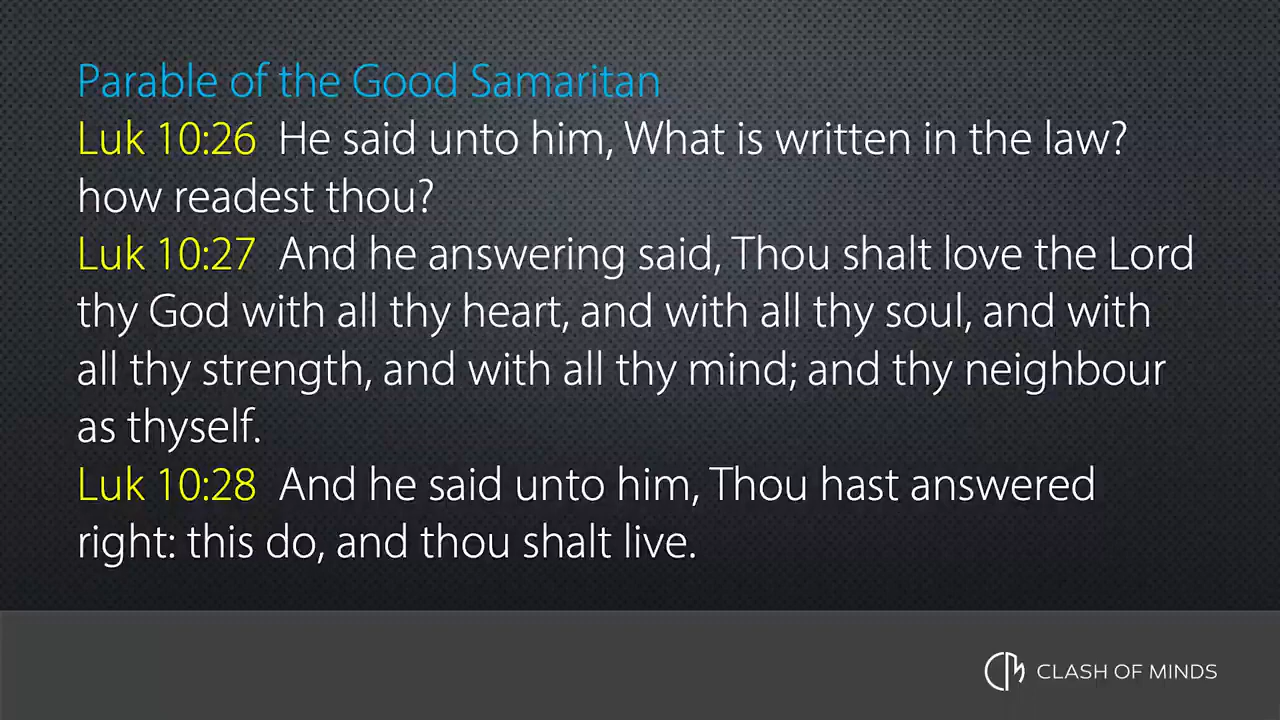 Parable of the Good Samaritan
Luk 10:26 He said unto him, What is written in the law?
how readest thou?
Luk 10:27 And he answering said, Thou shalt love the Lord
thy God with all thy heart, and with all thy soul, and with
all thy strength, and with all thy mind; and thy neighbour
as thyself.
Luk 10:28 And he said unto him, Thou hast answered
right: this do, and thou shalt live.
CLASH OF MINDS